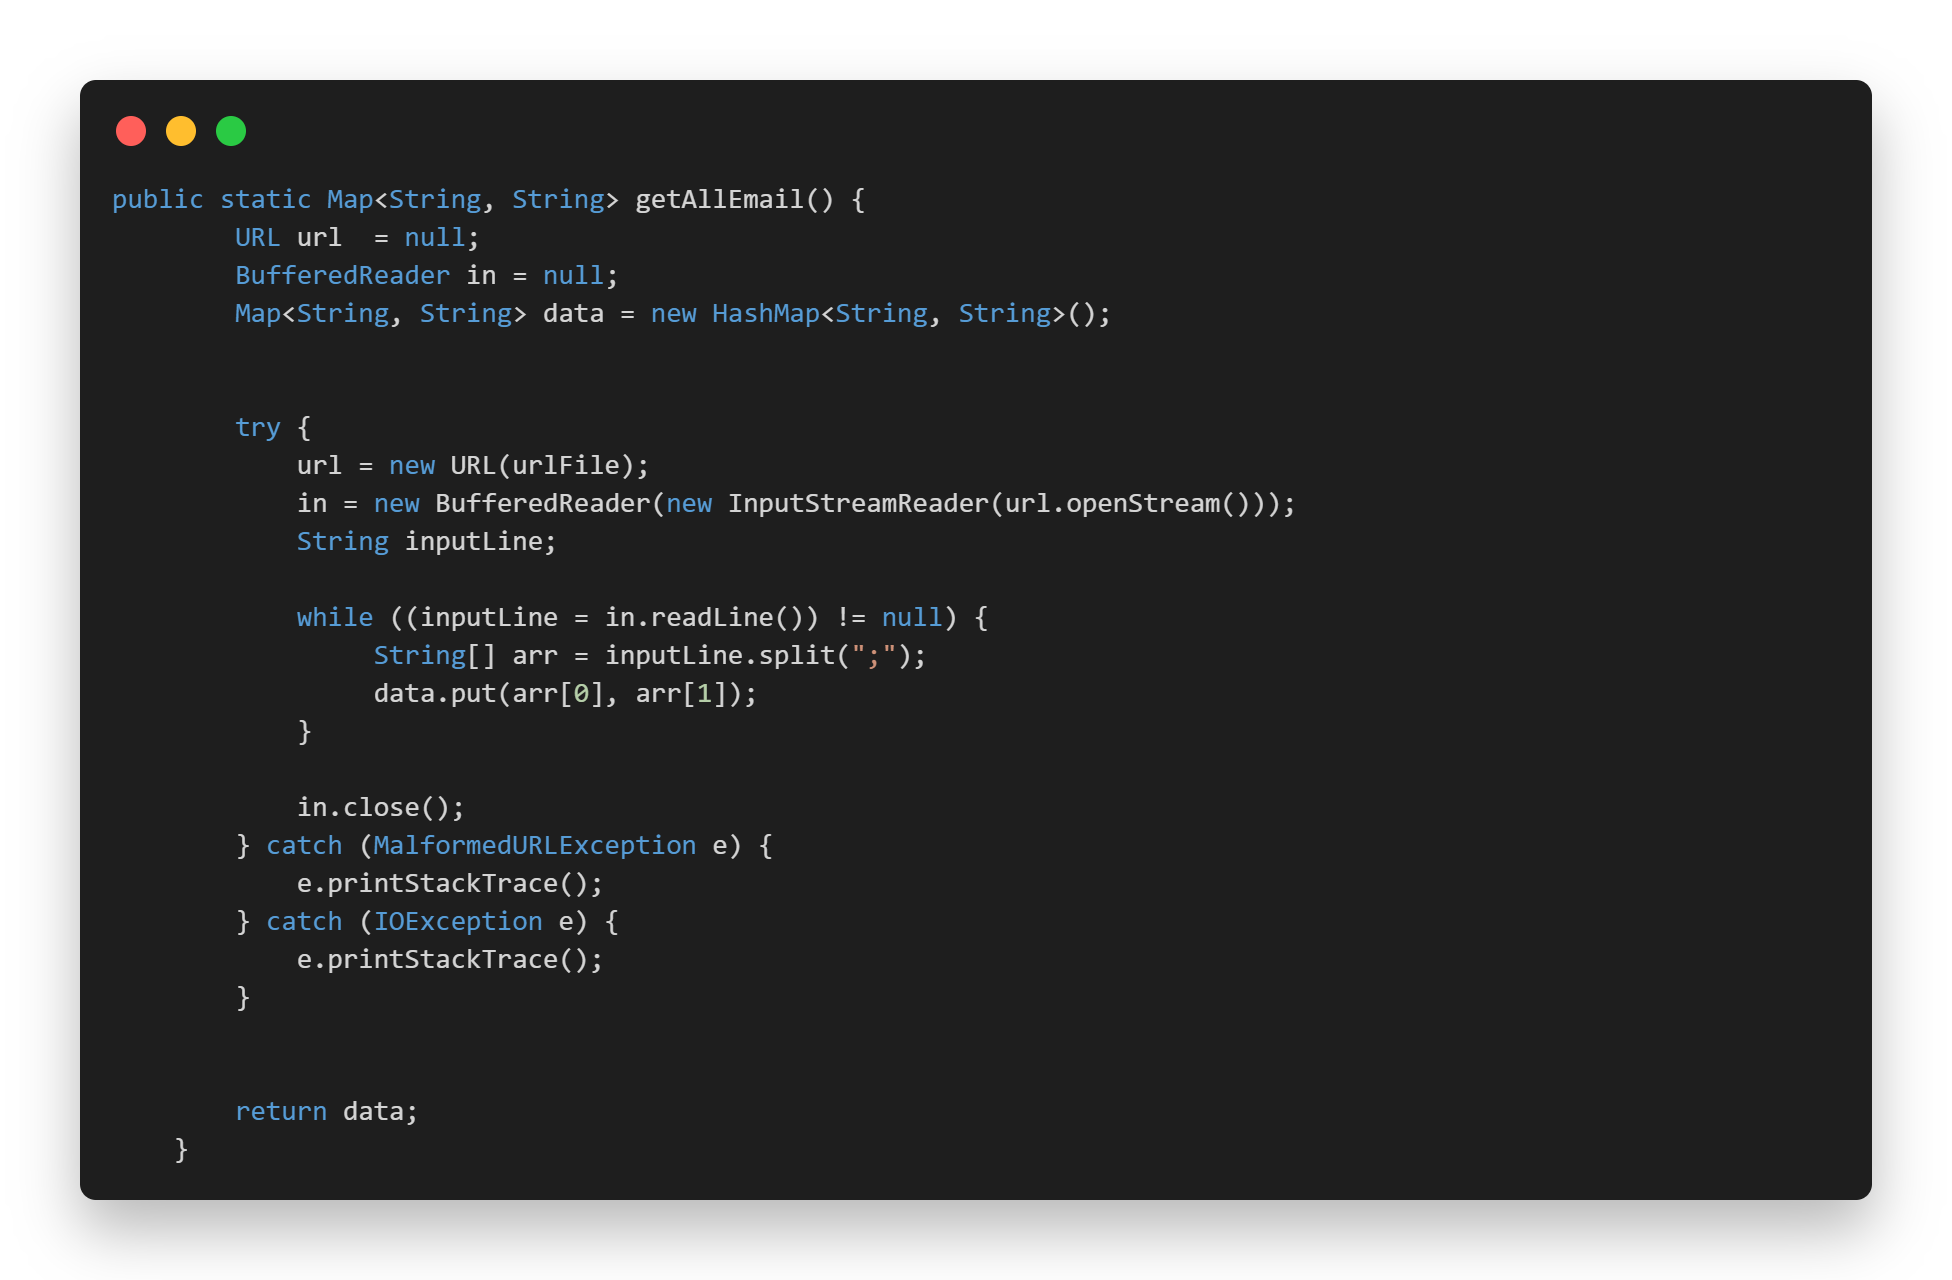 public static Map<String, String> getAllEmail() {
        URL url  = null;
        BufferedReader in = null;
        Map<String, String> data = new HashMap<String, String>();
        try {
            url = new URL(urlFile);
            in = new BufferedReader(new InputStreamReader(url.openStream()));
            String inputLine;
            while ((inputLine = in.readLine()) != null) {
                 String[] arr = inputLine.split(";");
                 data.put(arr[0], arr[1]);
            }
            in.close();
        } catch (MalformedURLException e) {
            e.printStackTrace();
        } catch (IOException e) {
            e.printStackTrace();
        }
        return data;
    }